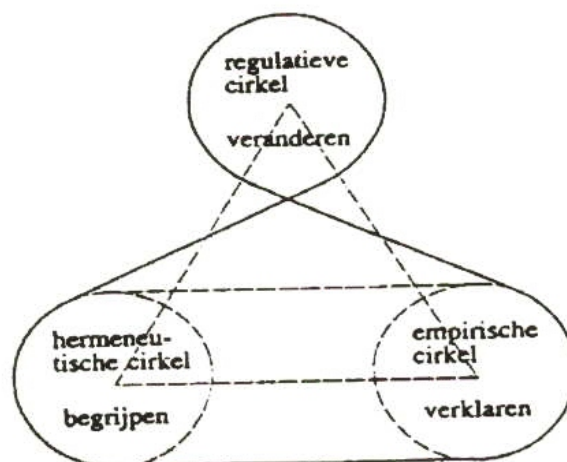 regulatieve
cirkel
veranderen
hermeneu-
tische cirkel
begrijpen
empirische
cirkel
verklaren